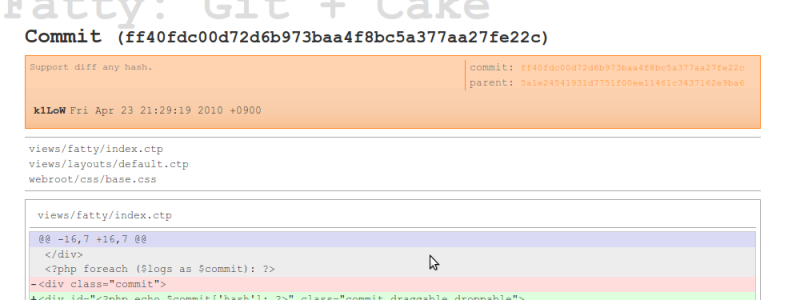 Fatty: Git + Cake
Commit (ff40fdc00d72d6b973baa4f8bc5a377aa27fe22c)
Support diff any hash.
commit: ff40fdc00d72d6b973baa4f8bc5a377aa27fe22c
parent:
k1LoW Fri Apr 23 21:29:19 2010 +0900
views/fatty/index.ctp
views/layouts/default.ctp
webroot/css/base.css
views/fatty/index.ctp
@@ -16,7 +16,7 @@
</div>
<?php foreach ($logs as $commit): ?>
-<div class="commit">
+<div id="<?php echo $commit['hash']; ?>" class="commit draggable droppable">